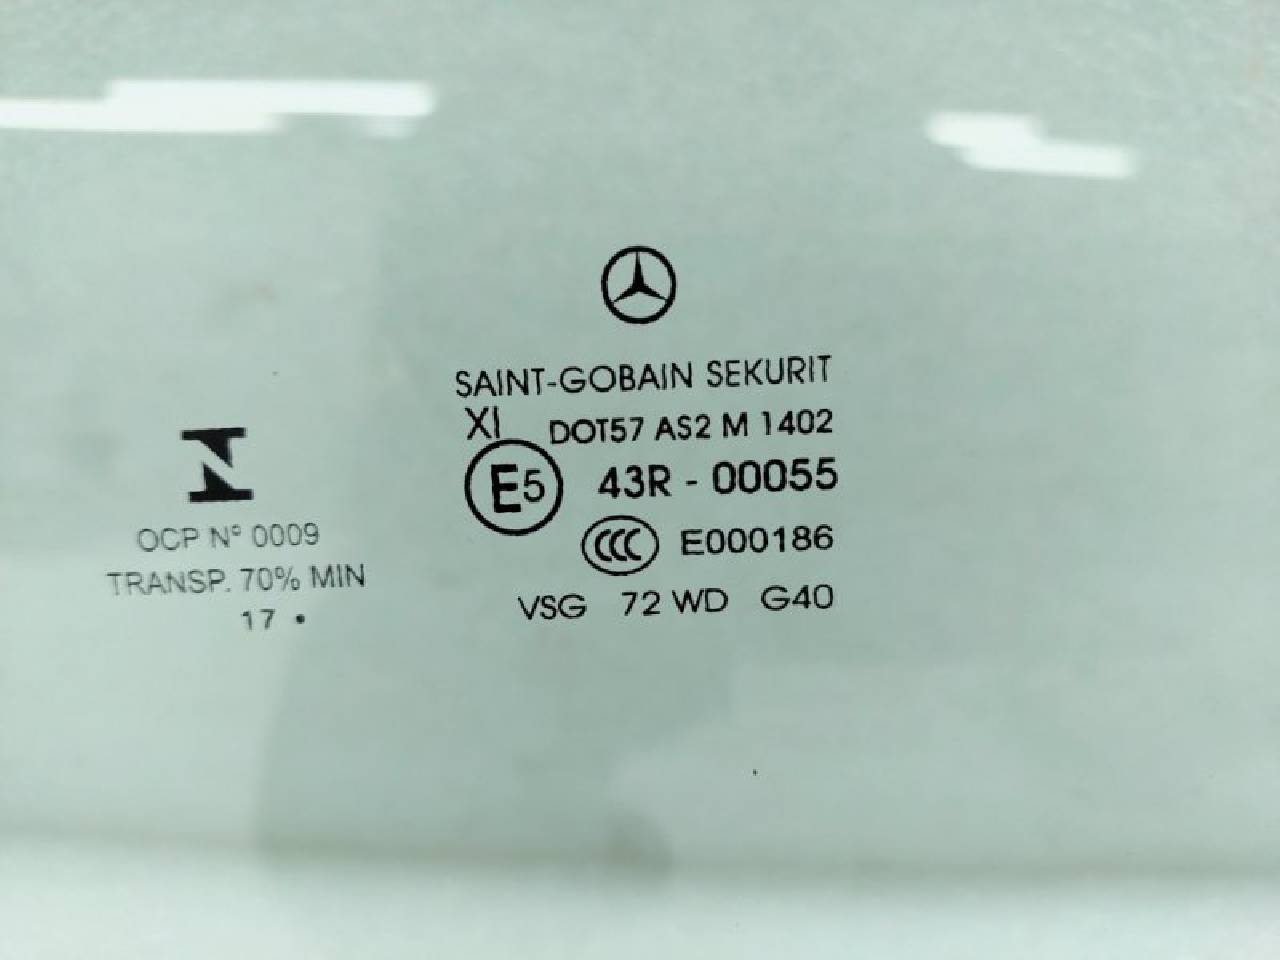 SAINT-GOBAIN SEKURIT
XI DOT57 AS2 M 1402
E5 43R - 00055
CCC E000186
VSG 72 WD G40
OCP N° 0009
TRANSP. 70% MIN
17 •